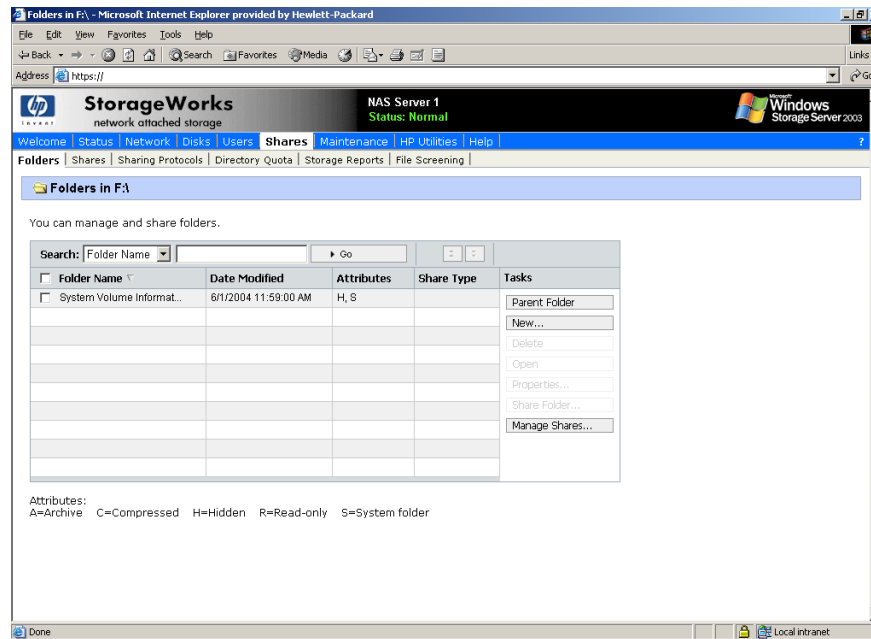 Folders in F:\ - Microsoft Internet Explorer provided by Hewlett-Packard
File Edit View Favorites Tools Help
Back Search Favorites Media Links
Address https:// Go
hp invent StorageWorks NAS Server 1 Microsoft Windows
network attached storage Status: Normal Storage Server 2003
Welcome | Status | Network | Disks | Users | Shares | Maintenance | HP Utilities | Help | ?
Folders | Shares | Sharing Protocols | Directory Quota | Storage Reports | File Screening |
Folders in F:\
You can manage and share folders.
Search: Folder Name Go
Folder Name Date Modified Attributes Share Type Tasks
System Volume Informat... 6/1/2004 11:59:00 AM H, S
Parent Folder
New...
Delete
Open
Properties...
Share Folder...
Manage Shares...
Attributes:
A=Archive C=Compressed H=Hidden R=Read-only S=System folder
Done Local intranet